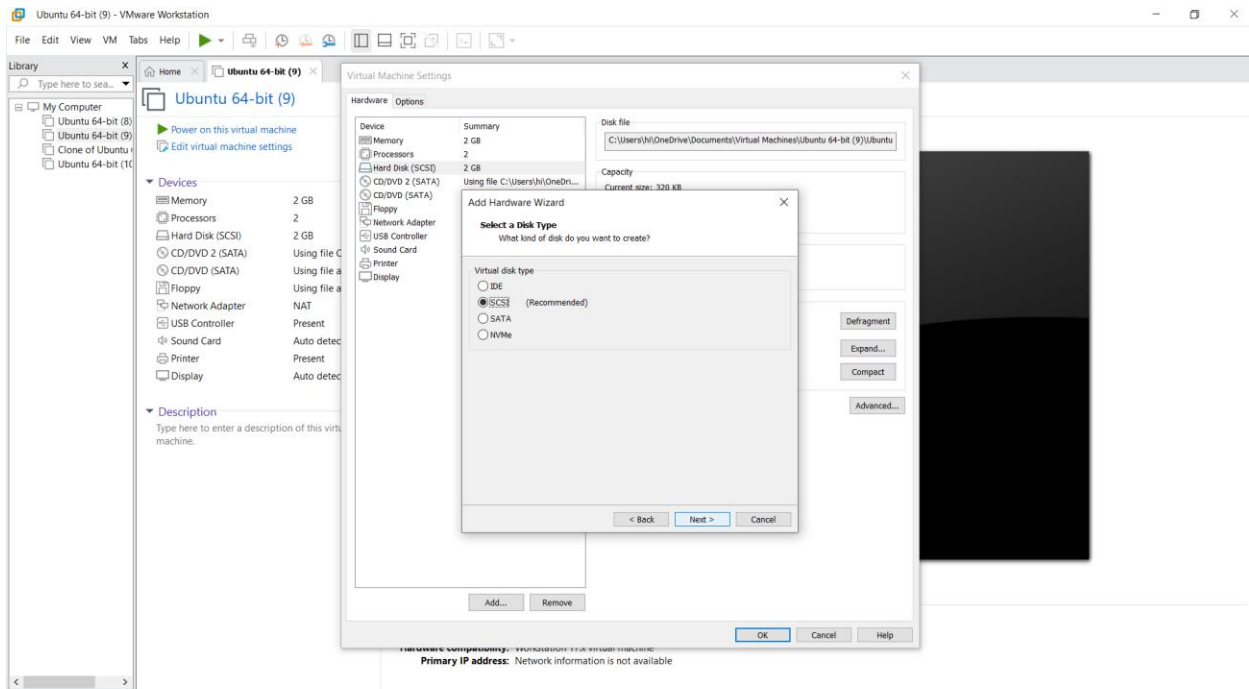 Ubuntu 64-bit (9) - VMware Workstation
File Edit View VM Tabs Help
Library X
Type here to sea...
My Computer
Ubuntu 64-bit (8)
Ubuntu 64-bit (9)
Clone of Ubuntu
Ubuntu 64-bit (10
Home Ubuntu 64-bit (9)
Ubuntu 64-bit (9)
Power on this virtual machine
Edit virtual machine settings
Devices
Memory 2 GB
Processors 2
Hard Disk (SCSI) 2 GB
CD/DVD 2 (SATA) Using file C
CD/DVD (SATA) Using file a
Floppy Using file a
Network Adapter NAT
USB Controller Present
Sound Card Auto detec
Printer Present
Display Auto detec
Description
Type here to enter a description of this virtu
machine.
Virtual Machine Settings
Hardware Options
Device Summary
Memory 2 GB
Processors 2
Hard Disk (SCSI) 2 GB
CD/DVD 2 (SATA) Using file C:\Users\hi\OneDri...
CD/DVD (SATA)
Floppy
Network Adapter
USB Controller
Sound Card
Printer
Display
Disk file
C:\Users\hi\OneDrive\Documents\Virtual Machines\Ubuntu 64-bit (9)\Ubuntu
Capacity
Current size: 320 KB
Defragment
Expand...
Compact
Advanced...
Add Hardware Wizard
Select a Disk Type
What kind of disk do you want to create?
Virtual disk type
IDE
SCSI (Recommended)
SATA
NVMe
< Back Next > Cancel
Add... Remove
OK Cancel Help
Hardware compatibility: Workstation 17.x virtual machine
Primary IP address: Network information is not available